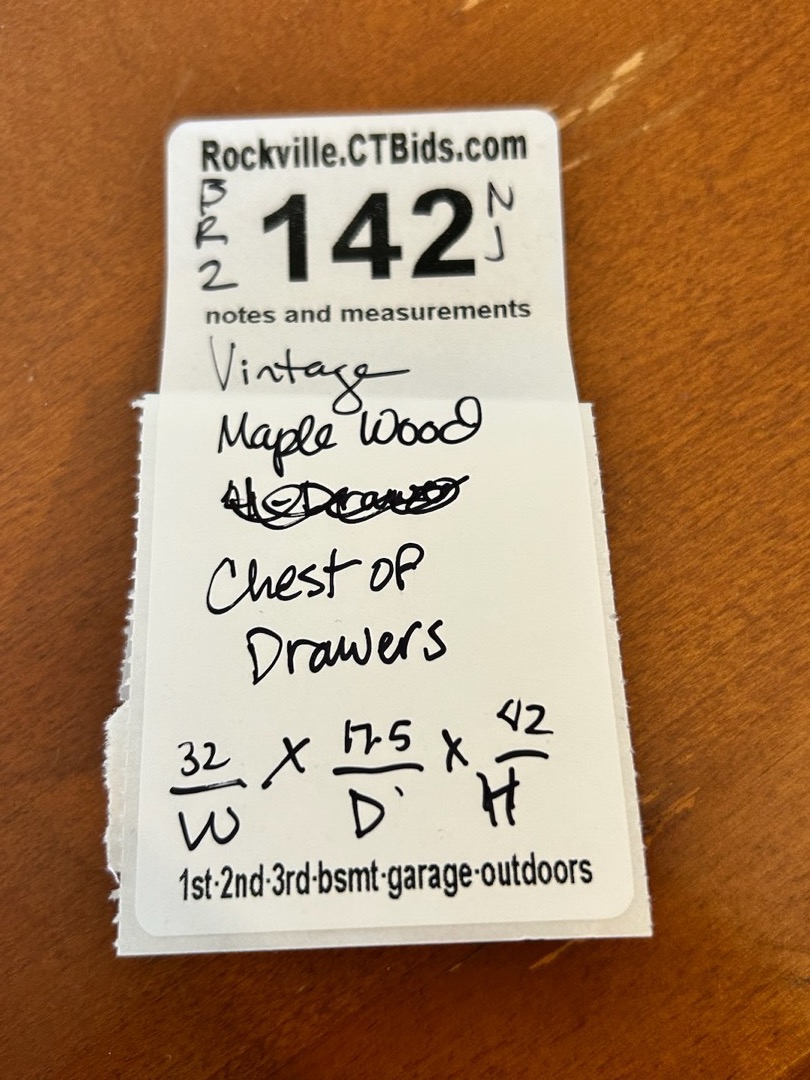 Rockville.CTBids.com
BR2 142 NJ
notes and measurements
Vintage
Maple Wood
Chest of
Drawers
32 X 17.5 X 42
W D H
1st·2nd·3rd·bsmt·garage·outdoors